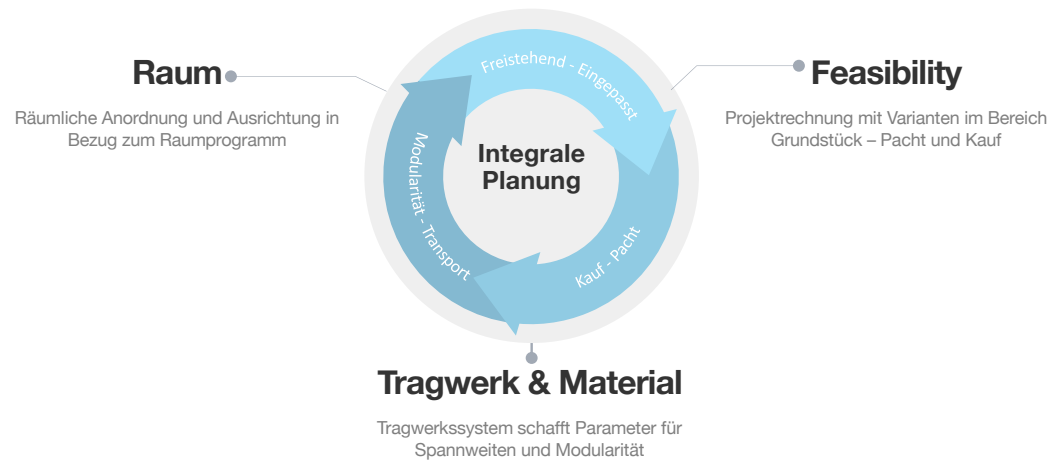 Raum
Räumliche Anordnung und Ausrichtung in
Bezug zum Raumprogramm
Freistehend - Eingepasst
Kauf - Pacht
Modularität - Transport
Integrale
Planung
Feasibility
Projektrechnung mit Varianten im Bereich
Grundstück – Pacht und Kauf
Tragwerk & Material
Tragwerkssystem schafft Parameter für
Spannweiten und Modularität